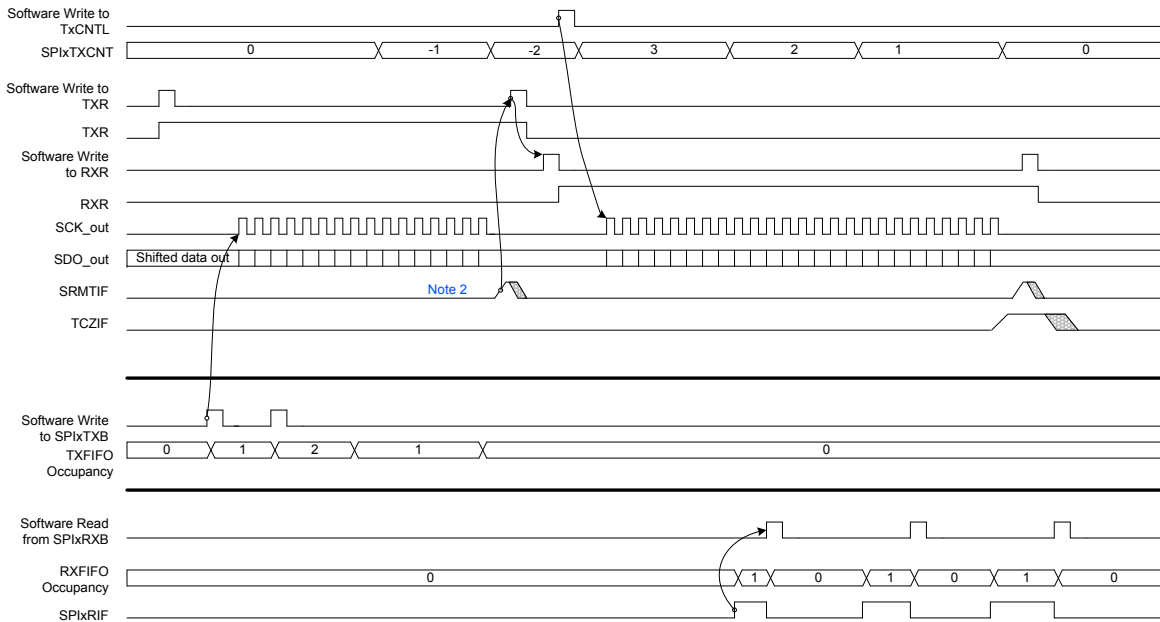 Software Write to
TxCNTL
SPIxTXCNT 0 -1 -2 3 2 1 0
Software Write to
TXR
TXR
Software Write
to RXR
RXR
SCK_out
SDO_out Shifted data out
SRMTIF Note 2
TCZIF
Software Write
to SPIxTXB
TXFIFO
Occupancy 0 1 2 1 0
Software Read
from SPIxRXB
RXFIFO
Occupancy 0 1 0 1 0 1 0
SPIxRIF